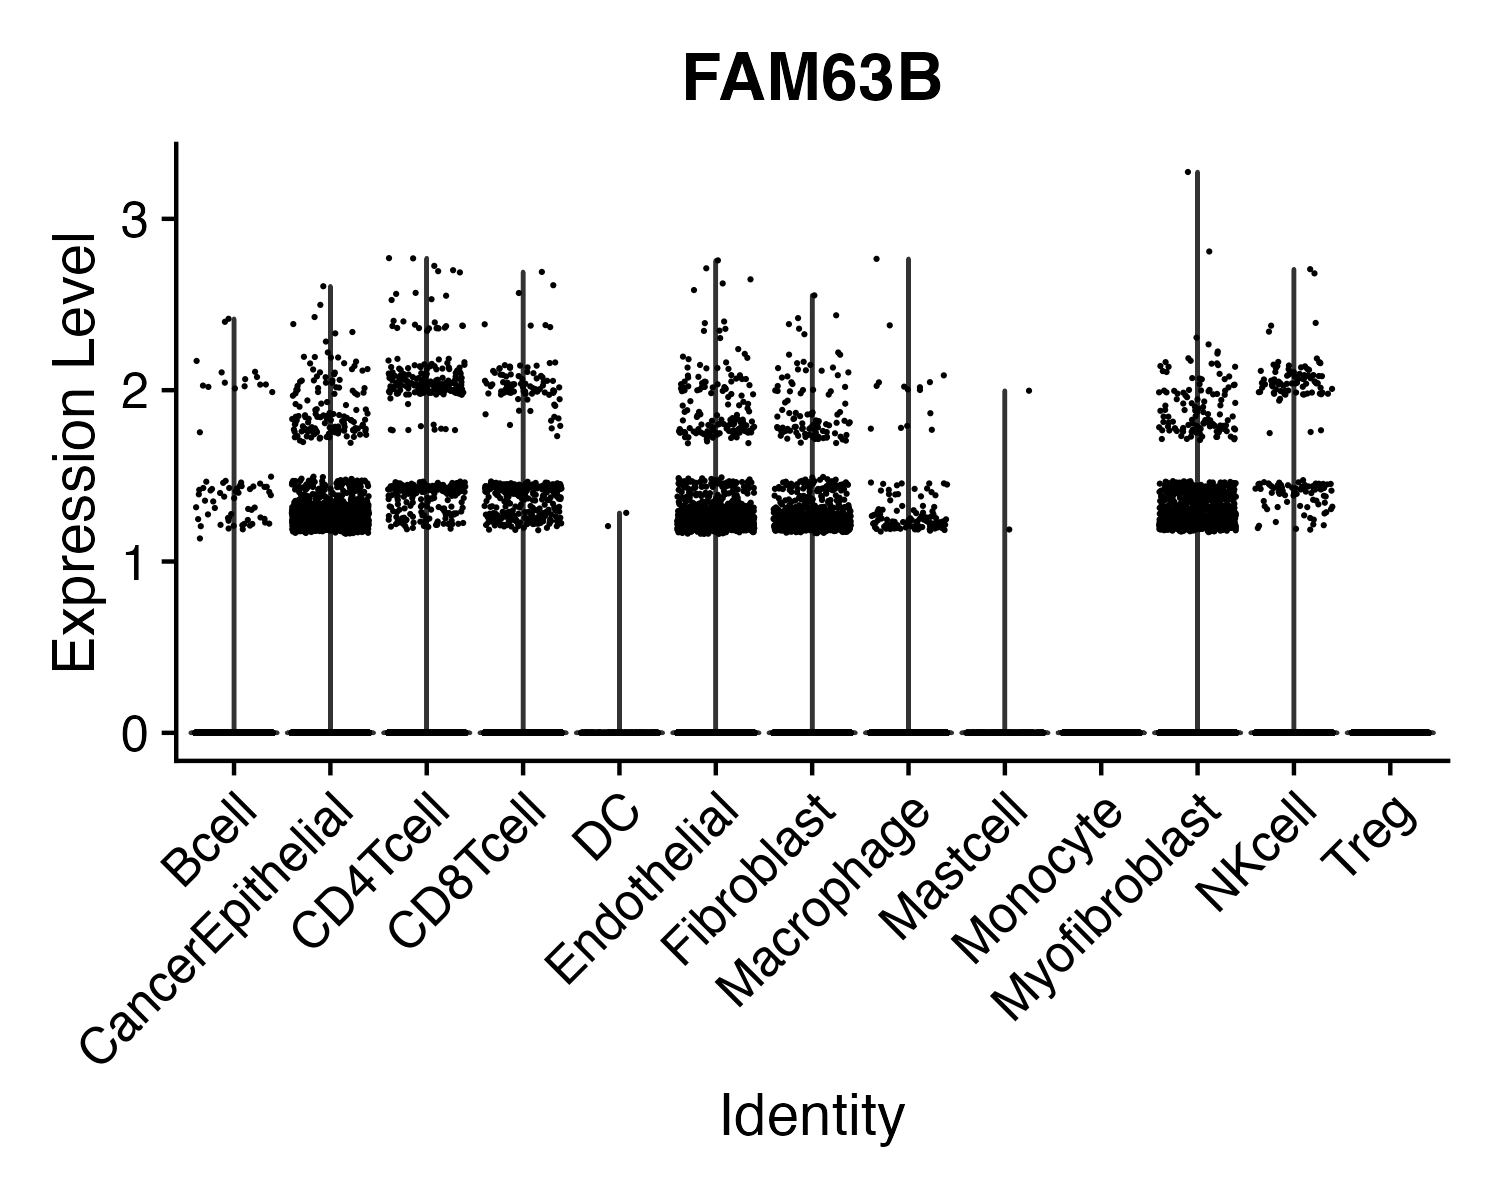 FAM63B
Expression Level
3
2
1
0
Bcell
CancerEpithelial
CD4Tcell
CD8Tcell
DC
Endothelial
Fibroblast
Macrophage
Mastcell
Monocyte
Myofibroblast
NKcell
Treg
Identity